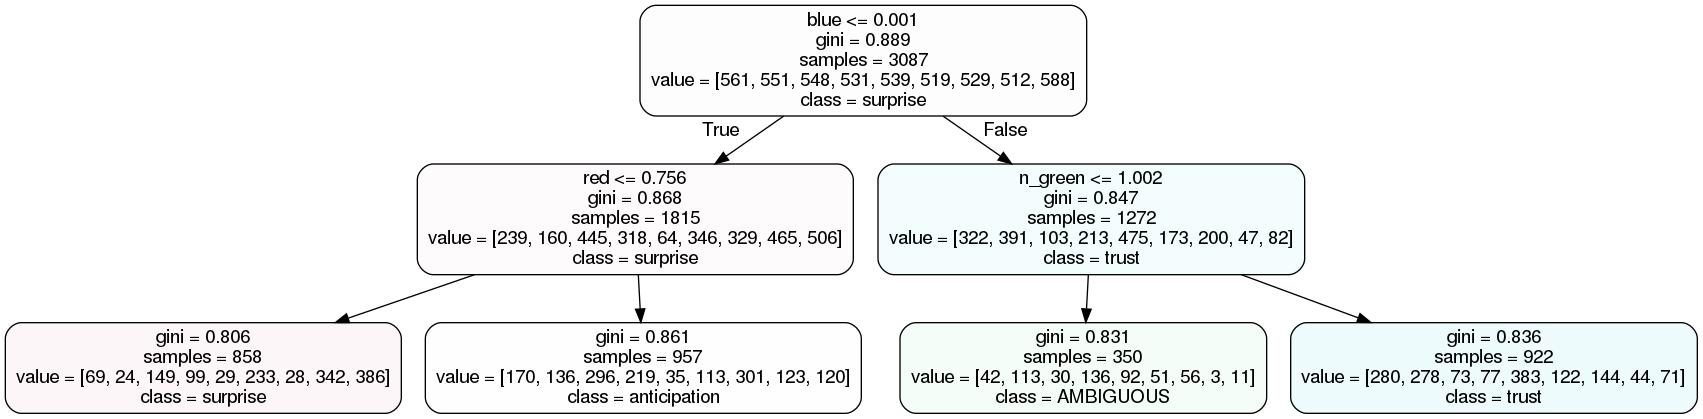 blue <= 0.001
gini = 0.889
samples = 3087
value = [561, 551, 548, 531, 539, 519, 529, 512, 588]
class = surprise
True
False
red <= 0.756
gini = 0.868
samples = 1815
value = [239, 160, 445, 318, 64, 346, 329, 465, 506]
class = surprise
n_green <= 1.002
gini = 0.847
samples = 1272
value = [322, 391, 103, 213, 475, 173, 200, 47, 82]
class = trust
gini = 0.806
samples = 858
value = [69, 24, 149, 99, 29, 233, 28, 342, 386]
class = surprise
gini = 0.861
samples = 957
value = [170, 136, 296, 219, 35, 113, 301, 123, 120]
class = anticipation
gini = 0.831
samples = 350
value = [42, 113, 30, 136, 92, 51, 56, 3, 11]
class = AMBIGUOUS
gini = 0.836
samples = 922
value = [280, 278, 73, 77, 383, 122, 144, 44, 71]
class = trust